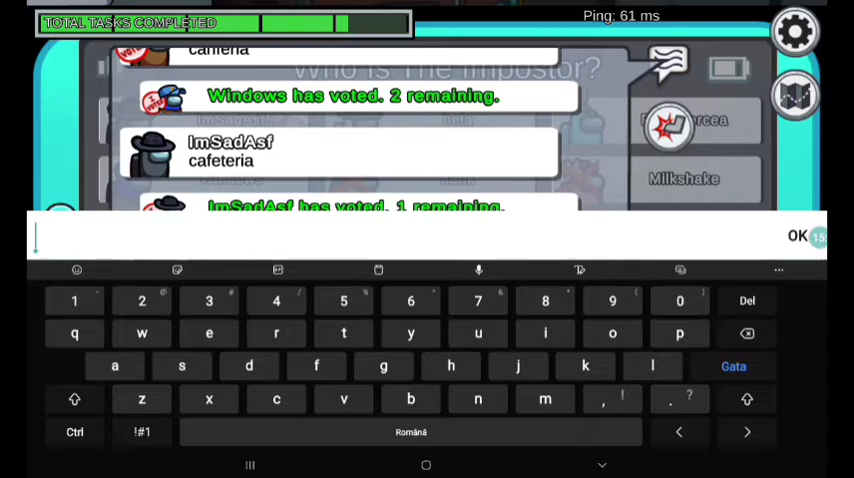 TOTAL TASKS COMPLETED
Ping: 61 ms
Who Is The Impostor?
cafiteria
Windows has voted. 2 remaining.
ImSadAsf
cafeteria
ImSadAsf has voted. 1 remaining.
Milkshake
OK
1 2 3 4 5 6 7 8 9 0 Del
q w e r t y u i o p
a s d f g h j k l Gata
z x c v b n m , ! . ?
Ctrl !#1 Română < >